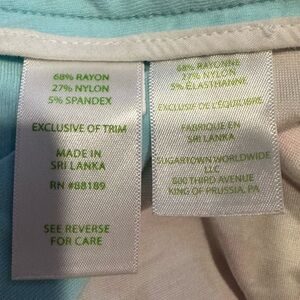 68% RAYON
27% NYLON
5% SPANDEX
EXCLUSIVE OF TRIM
MADE IN
SRI LANKA
RN #88189
SEE REVERSE
FOR CARE
68% RAYONNE
27% NYLON
5% ÉLASTHANNE
EXCLUSIF DE L'ÉQUILIBRE
FABRIQUÉ EN
SRI LANKA
SUGARTOWN WORLDWIDE
LLC
600 THIRD AVENUE
KING OF PRUSSIA, PA